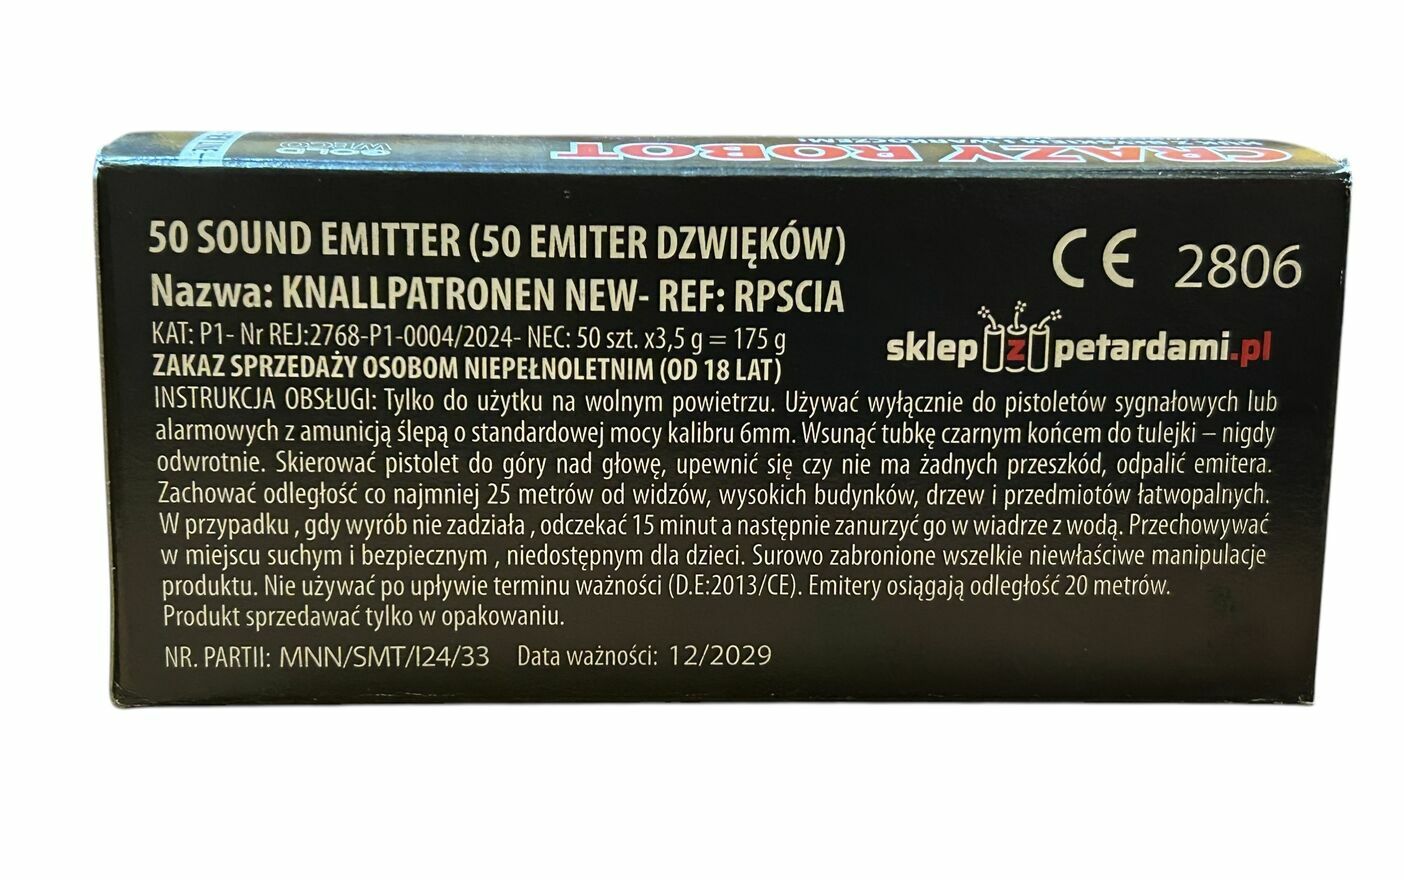 CRAZY ROBOT
50 SOUND EMITTER (50 EMITER DZWIĘKÓW)
Nazwa: KNALLPATRONEN NEW- REF: RPSCIA
KAT: P1- Nr REJ:2768-P1-0004/2024- NEC: 50 szt. x3,5 g = 175 g
ZAKAZ SPRZEDAŻY OSOBOM NIEPEŁNOLETNIM (OD 18 LAT)
CE 2806
sklep z petardami.pl
INSTRUKCJA OBSŁUGI: Tylko do użytku na wolnym powietrzu. Używać wyłącznie do pistoletów sygnałowych lub
alarmowych z amunicją ślepą o standardowej mocy kalibru 6mm. Wsunąć tubkę czarnym końcem do tulejki – nigdy
odwrotnie. Skierować pistolet do góry nad głowę, upewnić się czy nie ma żadnych przeszkód, odpalić emitera.
Zachować odległość co najmniej 25 metrów od widzów, wysokich budynków, drzew i przedmiotów łatwopalnych.
W przypadku , gdy wyrób nie zadziała , odczekać 15 minut a następnie zanurzyć go w wiadrze z wodą. Przechowywać
w miejscu suchym i bezpiecznym , niedostępnym dla dzieci. Surowo zabronione wszelkie niewłaściwe manipulacje
produktu. Nie używać po upływie terminu ważności (D.E:2013/CE). Emitery osiągają odległość 20 metrów.
Produkt sprzedawać tylko w opakowaniu.
NR. PARTII: MNN/SMT/I24/33 Data ważności: 12/2029